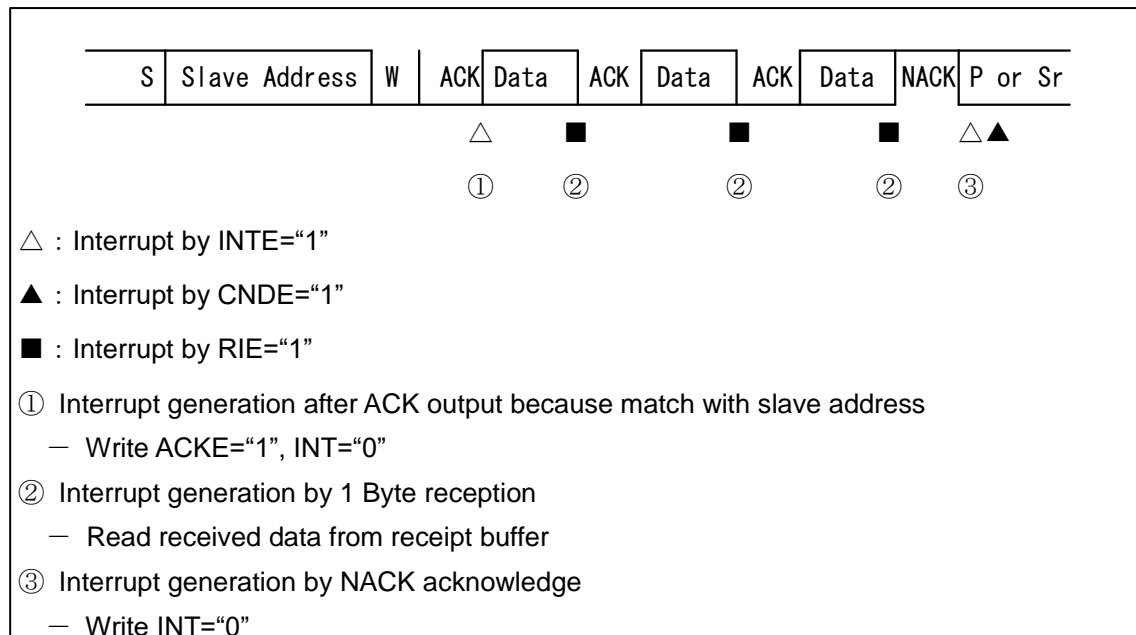 S Slave Address W ACK Data ACK Data ACK Data NACK P or Sr
△ ■ ■ ■ △▲
① ② ② ② ③
△ : Interrupt by INTE=“1”
▲ : Interrupt by CNDE=“1”
■ : Interrupt by RIE=“1”
① Interrupt generation after ACK output because match with slave address
－ Write ACKE=“1”, INT=“0”
② Interrupt generation by 1 Byte reception
－ Read received data from receipt buffer
③ Interrupt generation by NACK acknowledge
－ Write INT=“0”